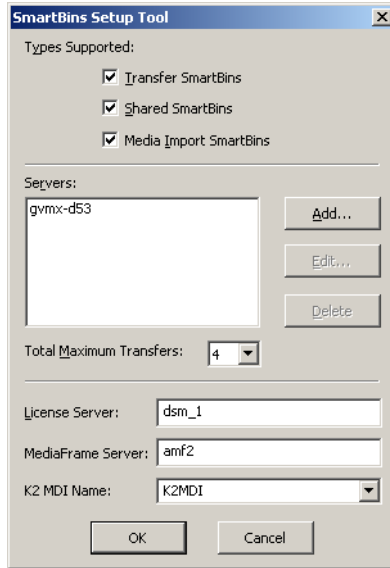 SmartBins Setup Tool
Types Supported:
Transfer SmartBins
Shared SmartBins
Media Import SmartBins
Servers:
gvmx-d53
Add...
Edit...
Delete
Total Maximum Transfers: 4
License Server: dsm_1
MediaFrame Server: amf2
K2 MDI Name: K2MDI
OK Cancel